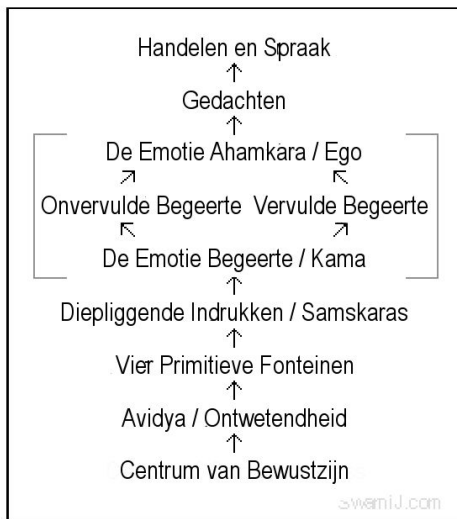 Handelen en Spraak
Gedachten
De Emotie Ahamkara / Ego
Onvervulde Begeerte Vervulde Begeerte
De Emotie Begeerte / Kama
Diepliggende Indrukken / Samskaras
Vier Primitieve Fonteinen
Avidya / Ontwetendheid
Centrum van Bewustzijn
SwamiJ.com